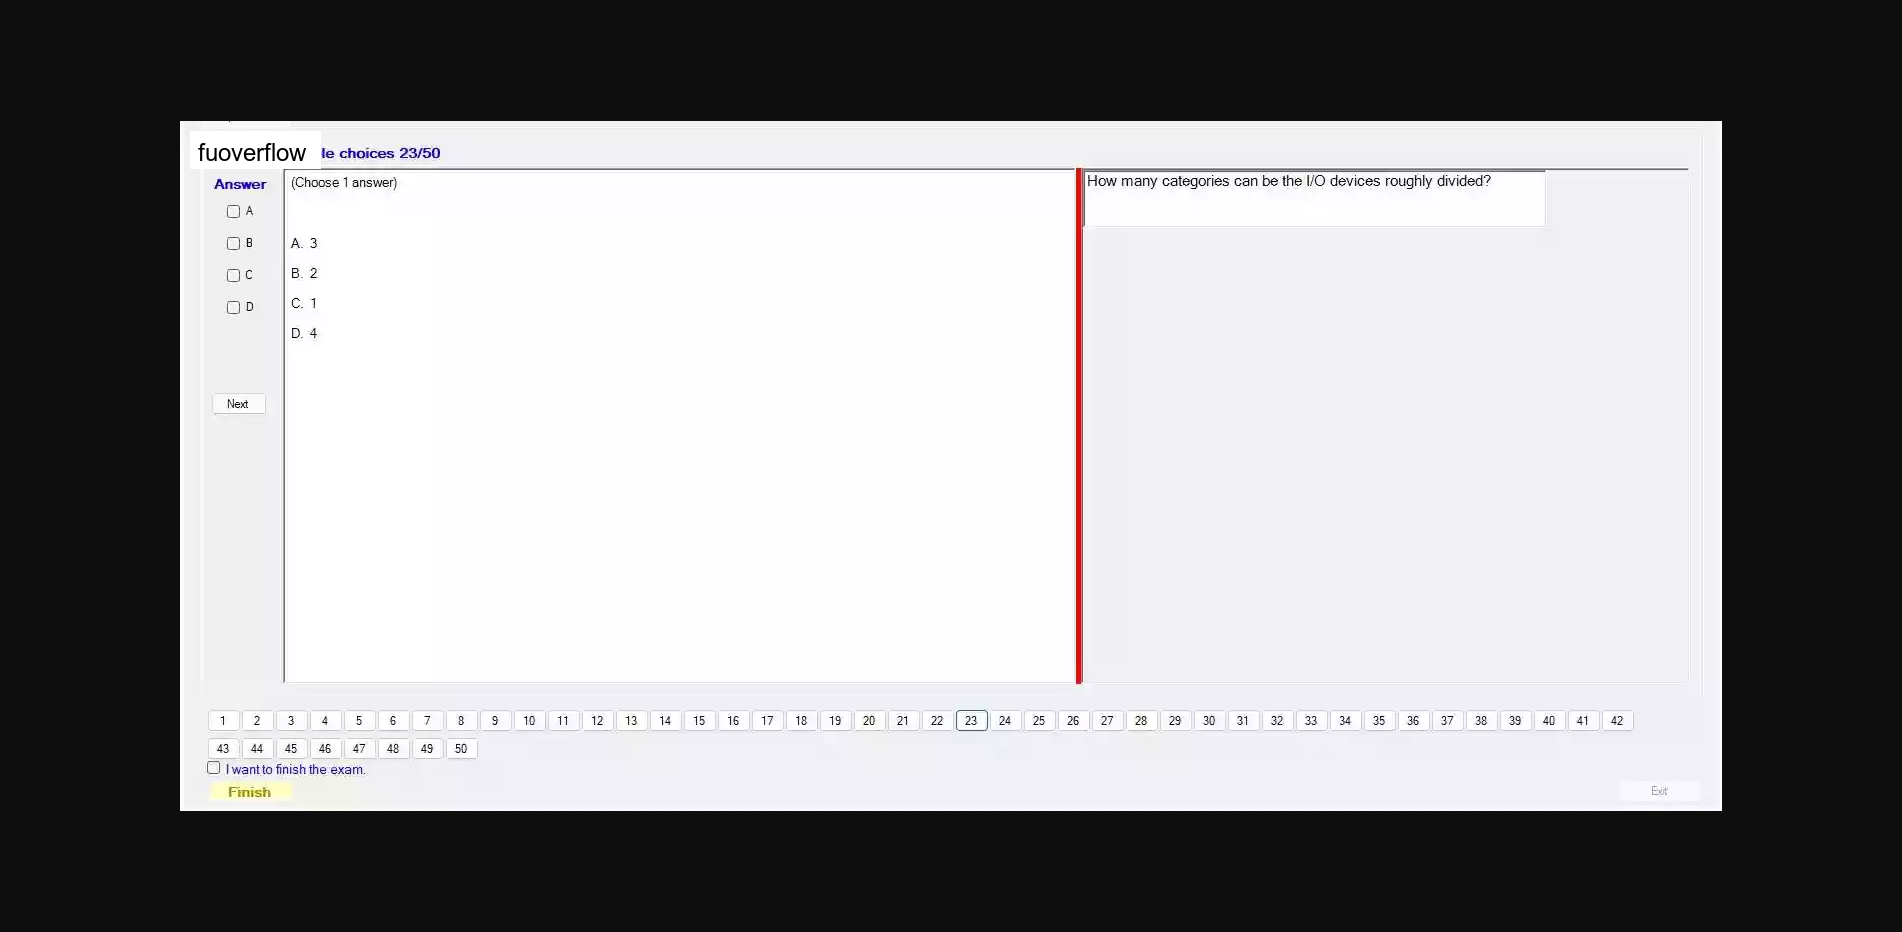 fuoverflow
le choices 23/50
Answer
A
B
C
D
Next
(Choose 1 answer)
A. 3
B. 2
C. 1
D. 4
How many categories can be the I/O devices roughly divided?
1 2 3 4 5 6 7 8 9 10 11 12 13 14 15 16 17 18 19 20 21 22 23 24 25 26 27 28 29 30 31 32 33 34 35 36 37 38 39 40 41 42
43 44 45 46 47 48 49 50
I want to finish the exam.
Finish
Exit